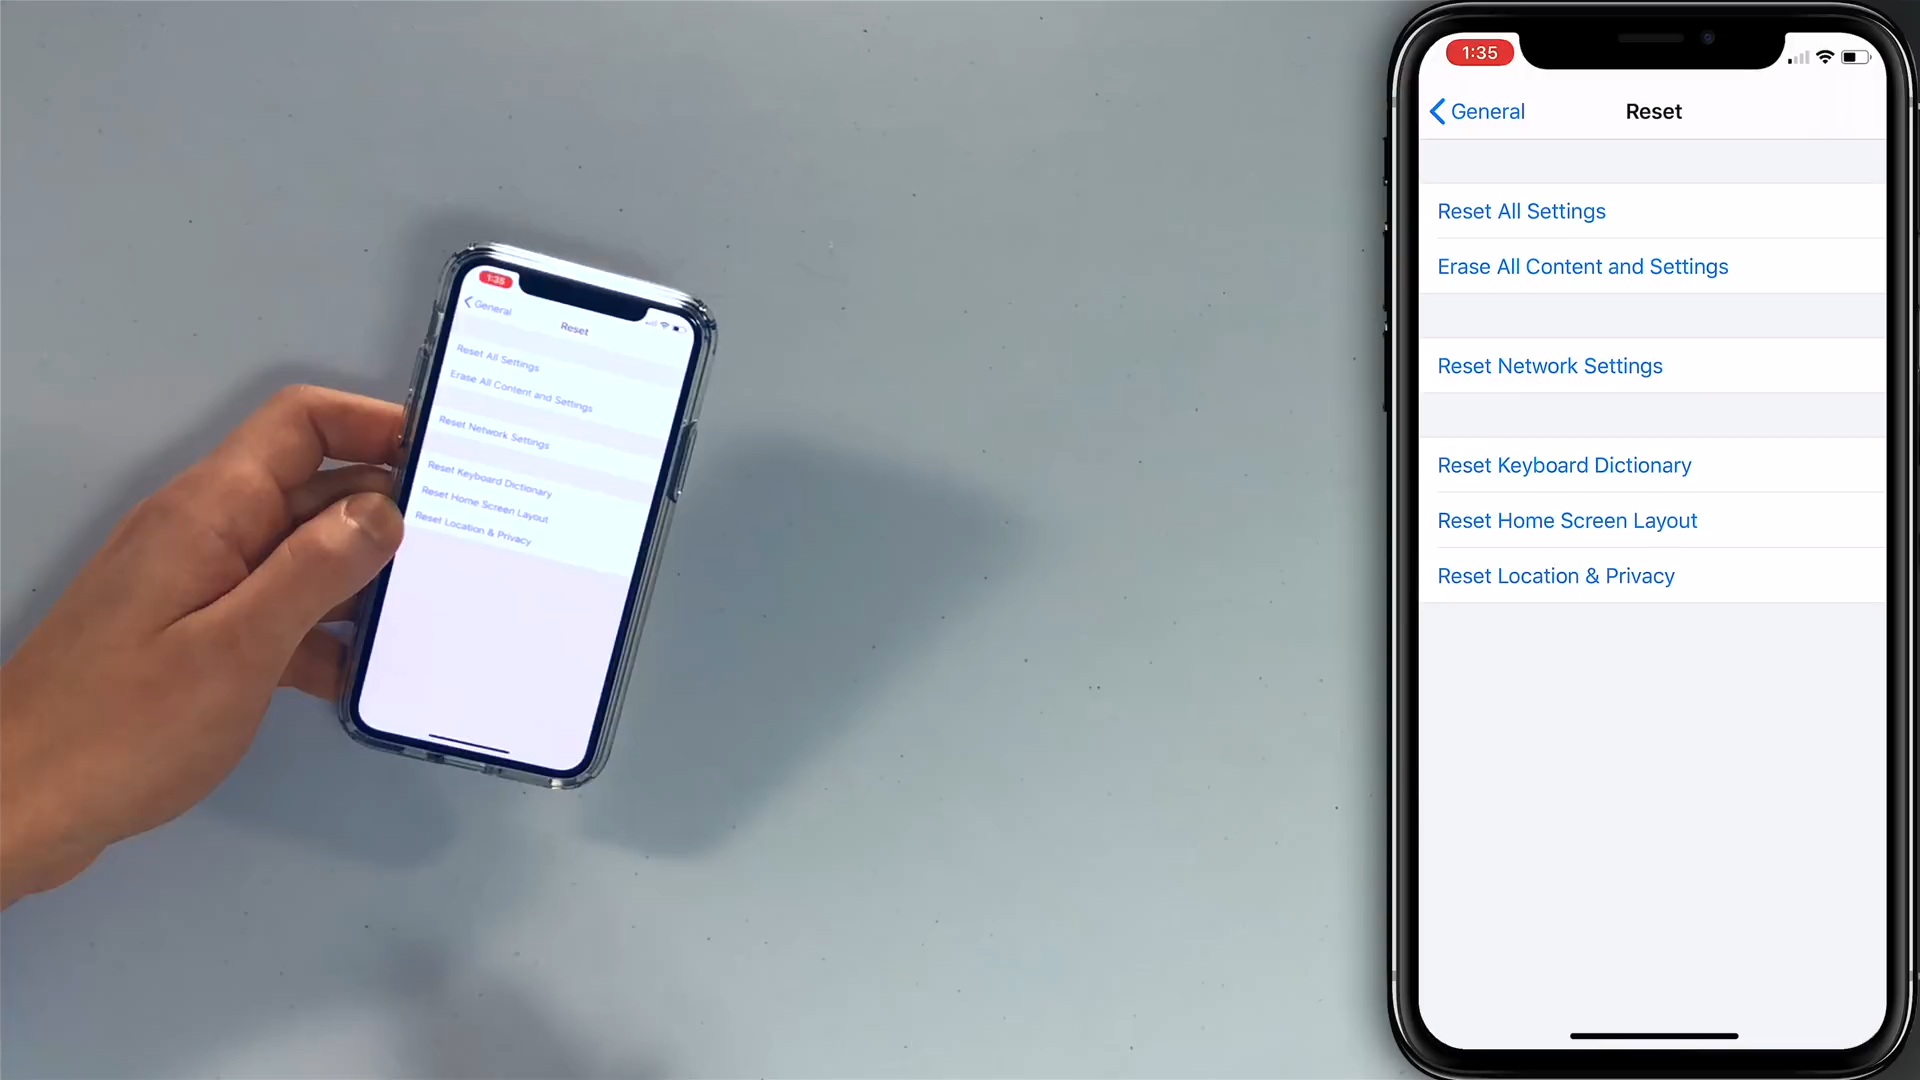 1:35
General
Reset
Reset All Settings
Erase All Content and Settings
Reset Network Settings
Reset Keyboard Dictionary
Reset Home Screen Layout
Reset Location & Privacy
1:35
General
Reset
Reset All Settings
Erase All Content and Settings
Reset Network Settings
Reset Keyboard Dictionary
Reset Home Screen Layout
Reset Location & Privacy